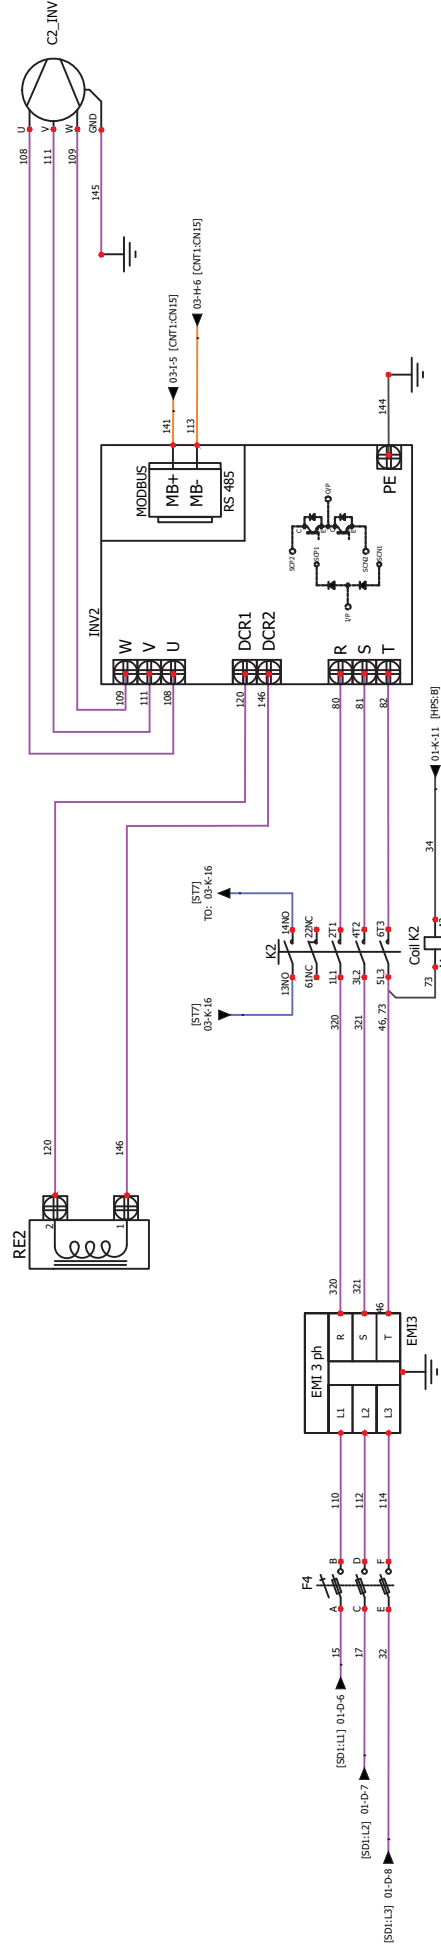 C2_INV
U
V
W
GND
108
111
109
145
03-H-6 [CNT1:CN15]
03-I-5 [CNT1:CN15]
141
113
144
MODBUS
MB+
MB-
RS 485
PE
INV2
O/P
SCP2
SCP1
C
E
C
E
SCN2
SCN1
I/P
W
V
U
DCR1
DCR2
R
S
T
109
111
108
120
146
80
81
82
01-K-11 [HPS:B]
34
[ST7]
TO: 03-K-16
K2
14NO
22NC
2T1
4T2
6T3
13NO
61NC
1L1
3L2
5L3
Coil K2
73
[ST7]
03-K-16
320
321
46, 73
120
146
RE2
2
1
320
321
46
EMI 3 ph
R
S
T
L1
L2
L3
EMI3
110
112
114
F4
B
D
F
A
C
E
15
17
32
[SD1:L1] 01-D-6
[SD1:L2] 01-D-7
[SD1:L3] 01-D-8